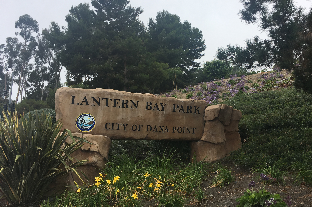 LANTERN BAY PARK
CITY OF DANA POINT